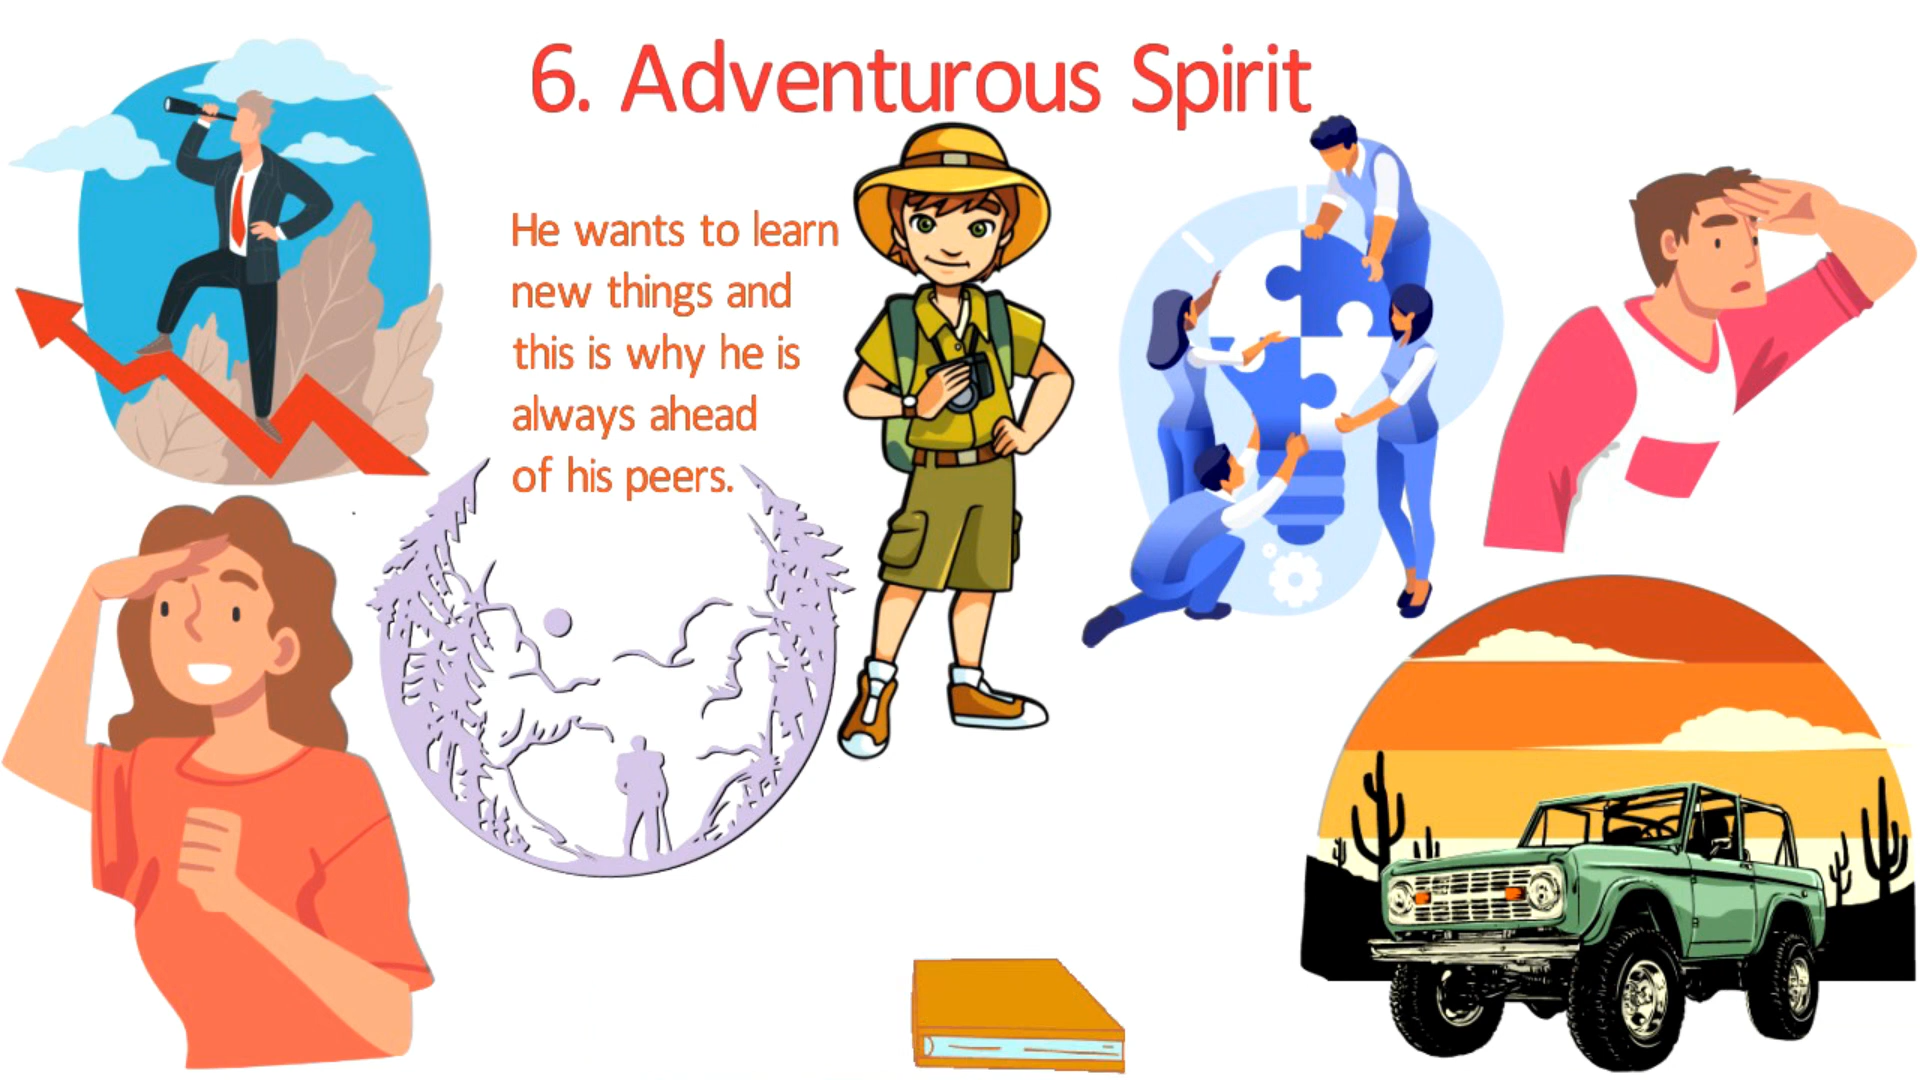 6. Adventurous Spirit
He wants to learn
new things and
this is why he is
always ahead
of his peers.